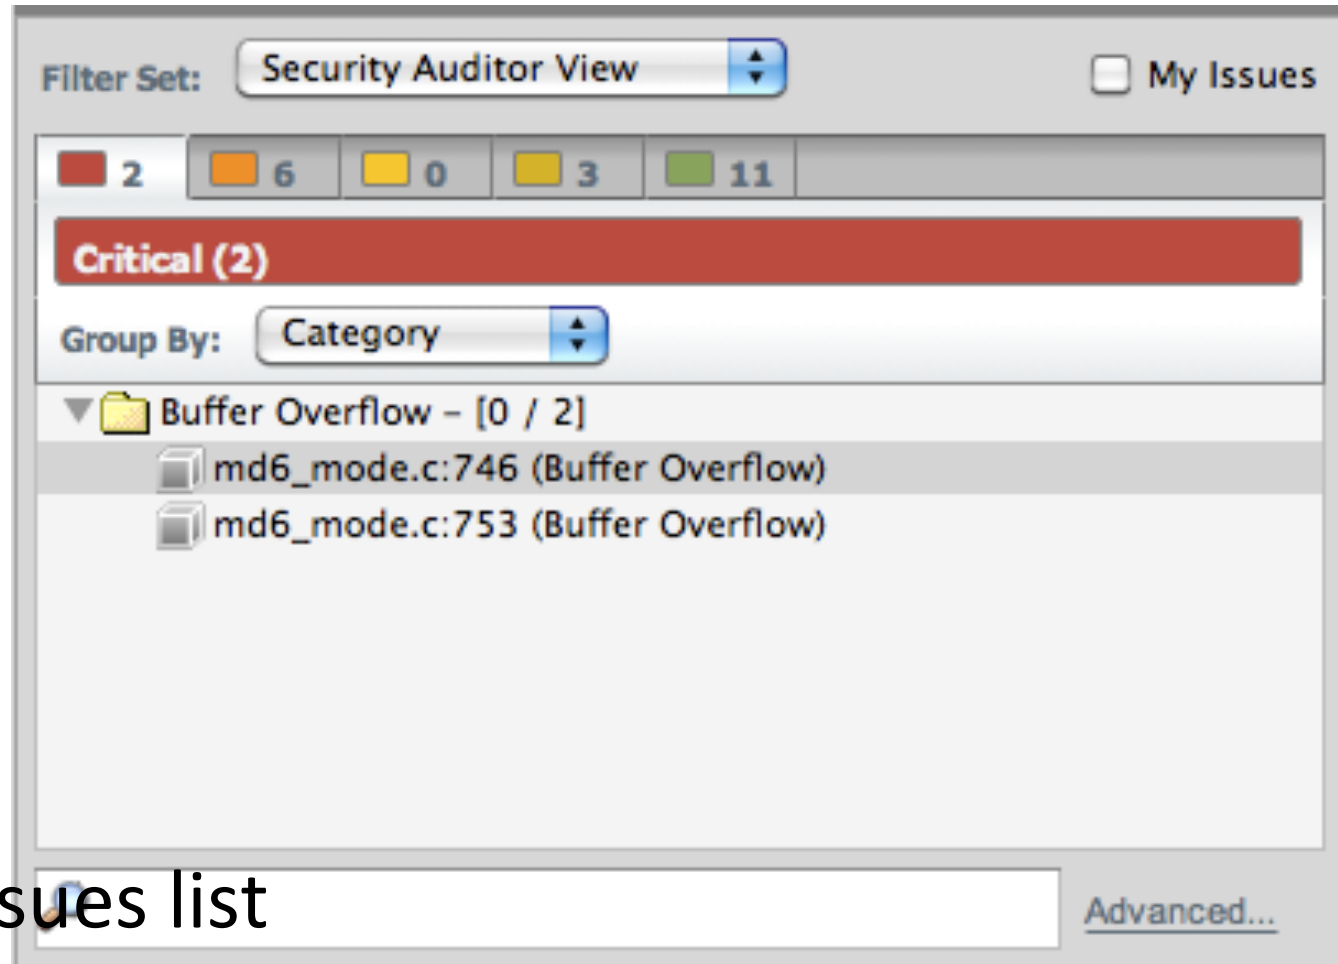 Filter Set: Security Auditor View My Issues
2 6 0 3 11
Critical (2)
Group By: Category
Buffer Overflow – [0 / 2]
md6_mode.c:746 (Buffer Overflow)
md6_mode.c:753 (Buffer Overflow)
sues list Advanced...